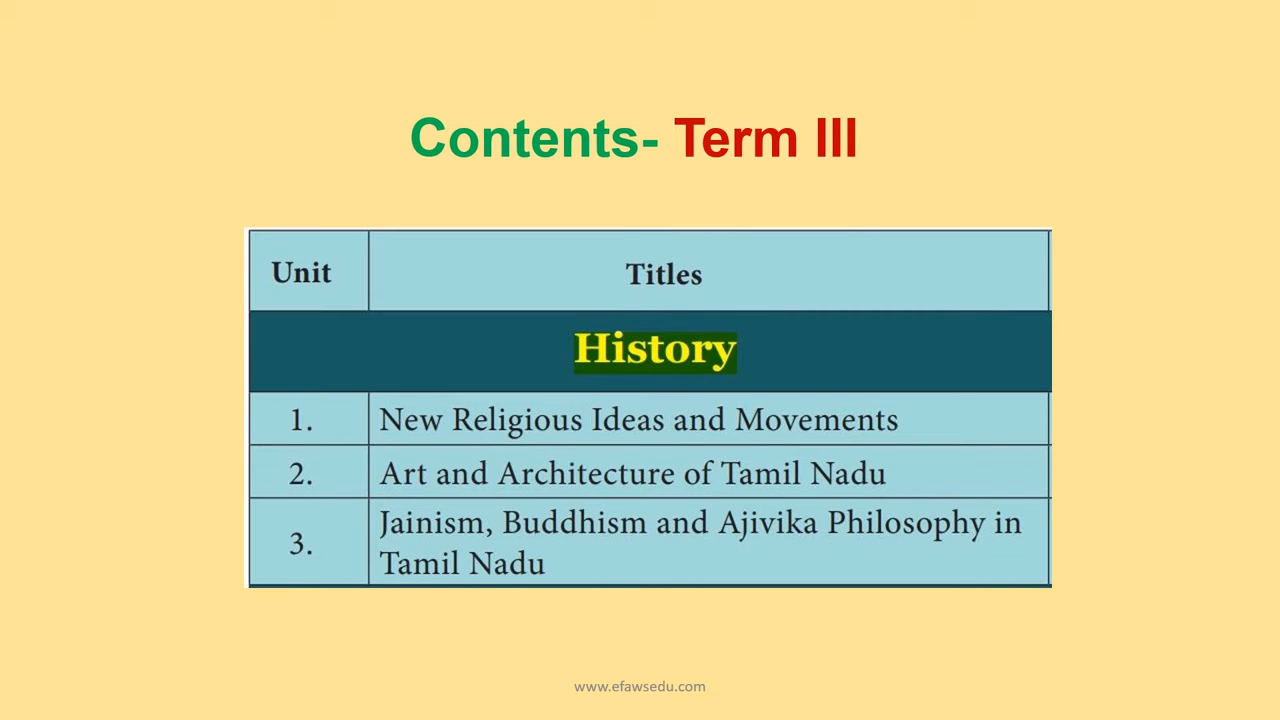 Contents- Term III
Unit Titles
History
1. New Religious Ideas and Movements
2. Art and Architecture of Tamil Nadu
3. Jainism, Buddhism and Ajivika Philosophy in
Tamil Nadu
www.efawsedu.com